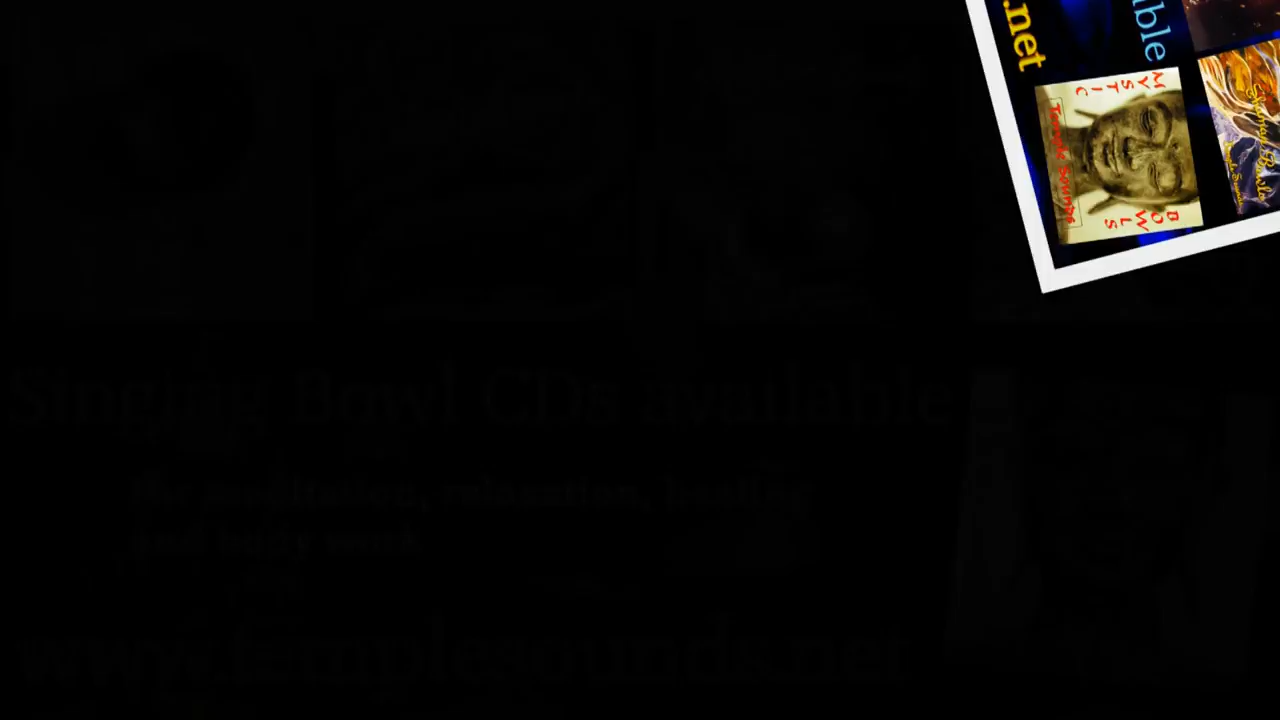 .net
ible
MYSTIC
Temple Sounds
BOWLS
Singing Bowl CDs available
for meditation, relaxation, healing
and body work
www.templesounds.net